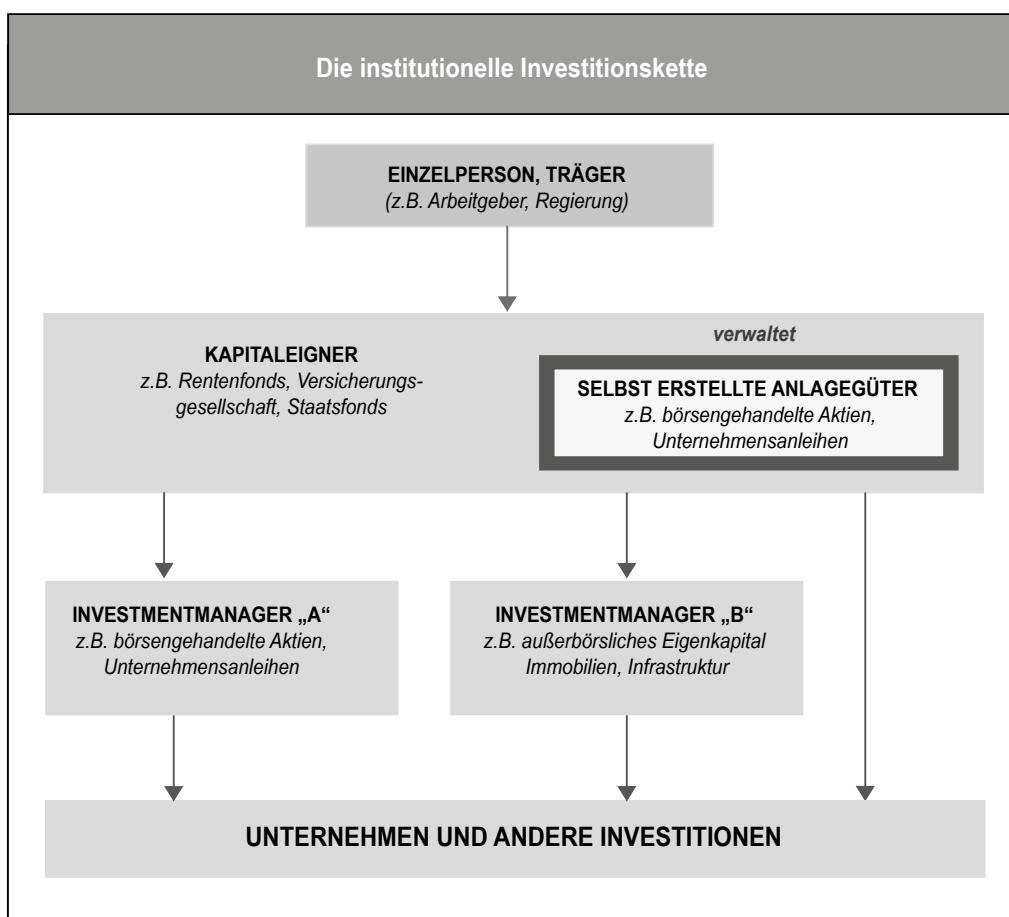 Die institutionelle Investitionskette
EINZELPERSON, TRÄGER
(z.B. Arbeitgeber, Regierung)
KAPITALEIGNER
z.B. Rentenfonds, Versicherungs-
gesellschaft, Staatsfonds
verwaltet
SELBST ERSTELLTE ANLAGEGÜTER
z.B. börsengehandelte Aktien,
Unternehmensanleihen
INVESTMENTMANAGER „A“
z.B. börsengehandelte Aktien,
Unternehmensanleihen
INVESTMENTMANAGER „B“
z.B. außerbörsliches Eigenkapital
Immobilien, Infrastruktur
UNTERNEHMEN UND ANDERE INVESTITIONEN